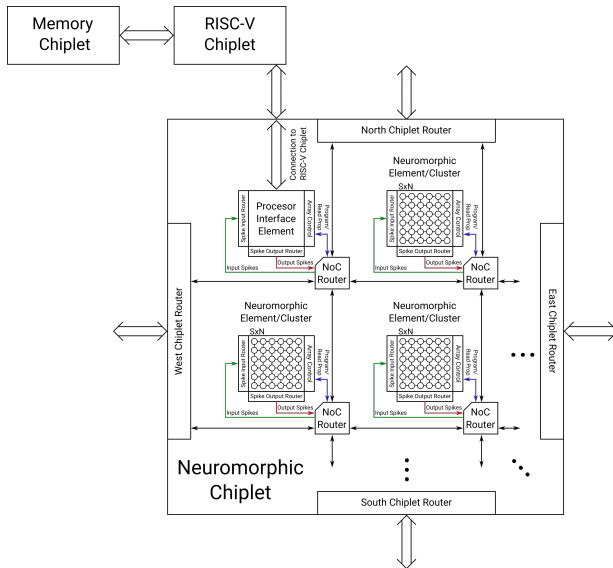 Memory
Chiplet
RISC-V
Chiplet
Connection to
RISC-V Chiplet
North Chiplet Router
Spike Input Router
Procesor
Interface
Element
Array Control
Program/
Read Prop
Spike Output Router
Output Spikes
Input Spikes
NoC
Router
Neuromorphic
Element/Cluster
SxN
Spike Input Router
Array Control
Program/
Read Prop
Spike Output Router
Output Spikes
Input Spikes
NoC
Router
West Chiplet Router
East Chiplet Router
Neuromorphic
Element/Cluster
SxN
Spike Input Router
Array Control
Program/
Read Prop
Spike Output Router
Output Spikes
Input Spikes
NoC
Router
Neuromorphic
Element/Cluster
SxN
Spike Input Router
Array Control
Program/
Read Prop
Spike Output Router
Output Spikes
Input Spikes
NoC
Router
Neuromorphic
Chiplet
South Chiplet Router